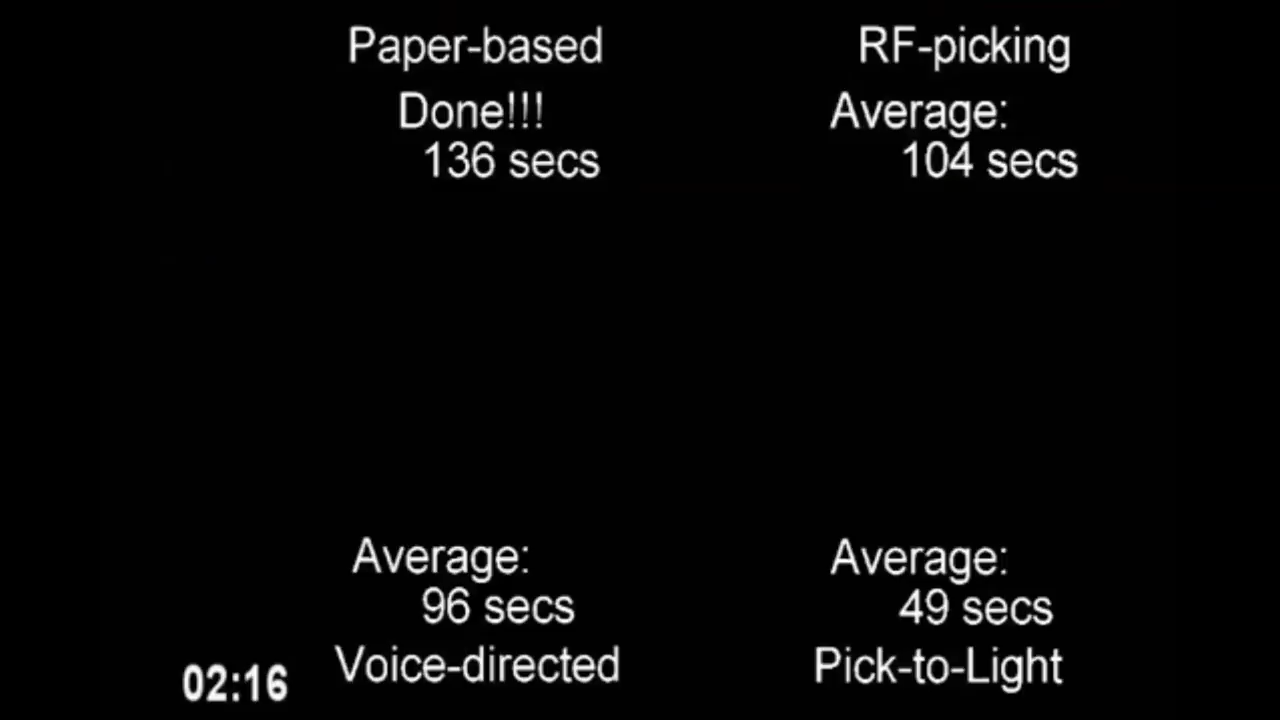 Paper-based
Done!!!
136 secs
RF-picking
Average:
104 secs
Average:
96 secs
Voice-directed
Average:
49 secs
Pick-to-Light
02:16